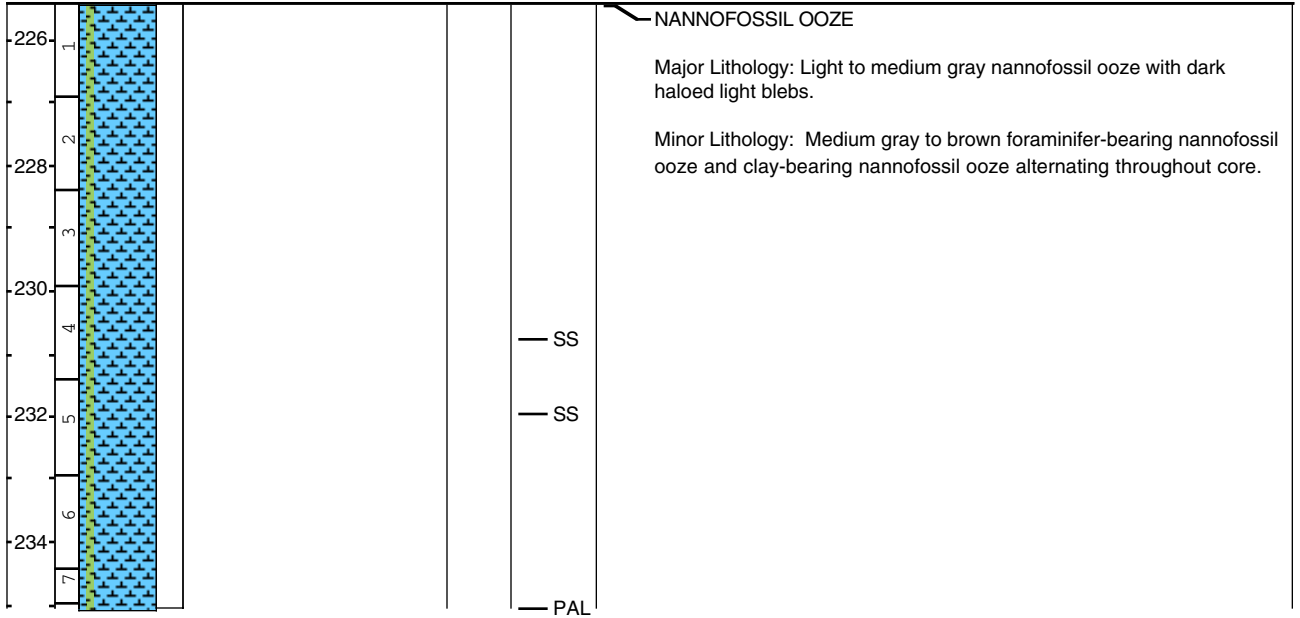 NANNOFOSSIL OOZE
Major Lithology: Light to medium gray nannofossil ooze with dark
haloed light blebs.
Minor Lithology: Medium gray to brown foraminifer-bearing nannofossil
ooze and clay-bearing nannofossil ooze alternating throughout core.
226
228
230
232
234
1
2
3
4
5
6
7
SS
SS
PAL